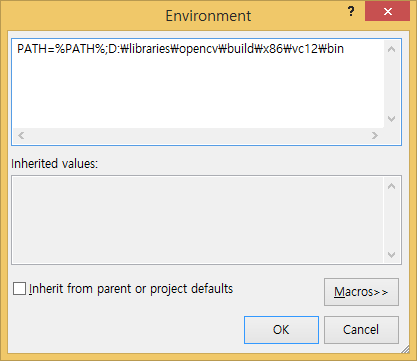 Environment
?
PATH=%PATH%;D:₩libraries₩opencv₩build₩x86₩vc12₩bin
Inherited values:
Inherit from parent or project defaults
Macros>>
OK
Cancel